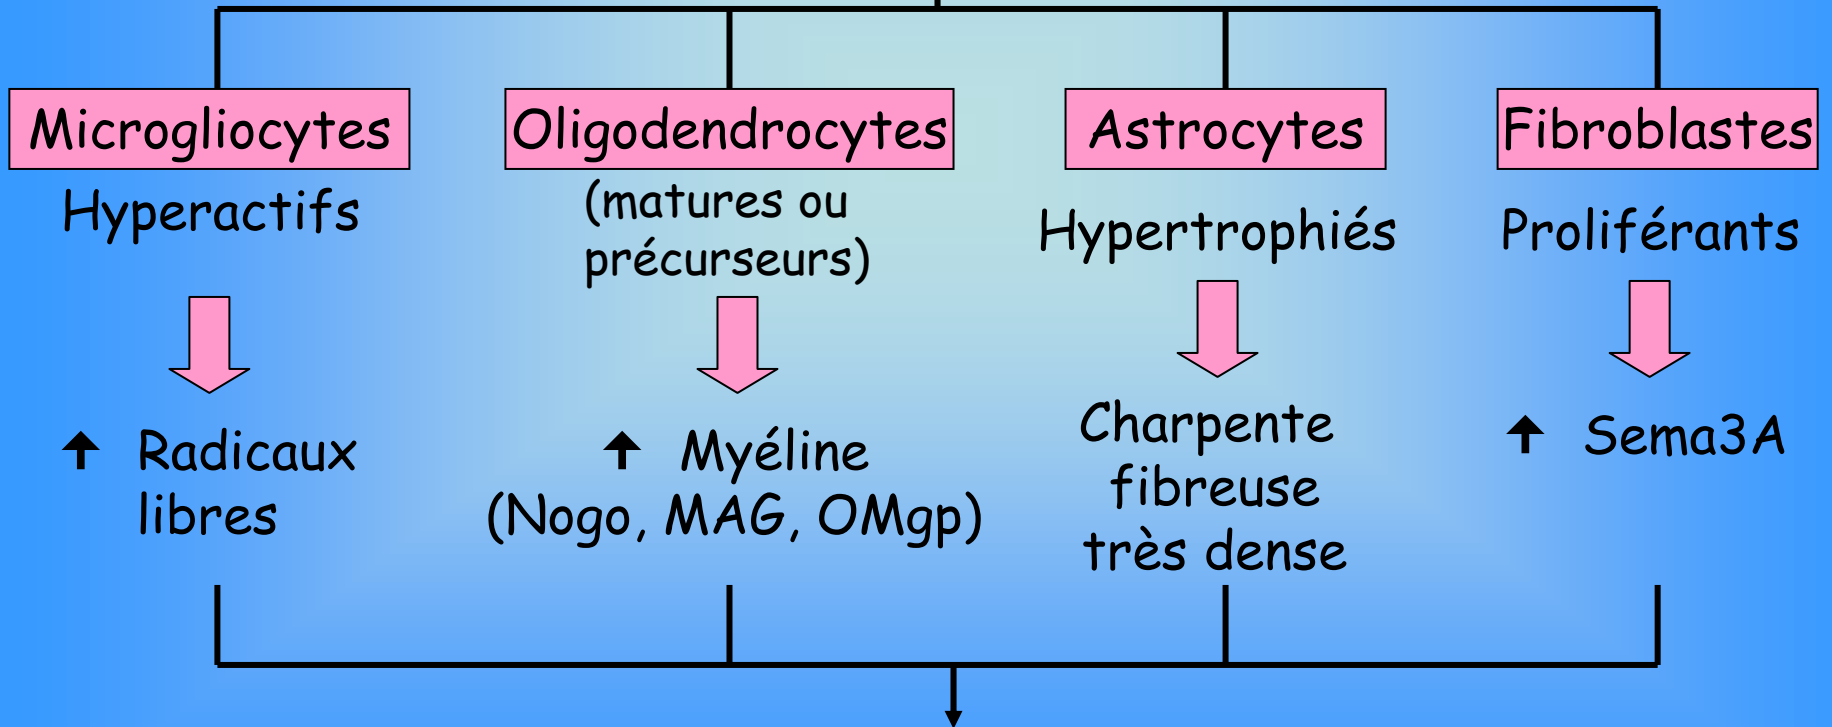 Microgliocytes
Hyperactifs
🡅 Radicaux
libres
Oligodendrocytes
(matures ou
précurseurs)
🡅 Myéline
(Nogo, MAG, OMgp)
Astrocytes
Hypertrophiés
Charpente
fibreuse
très dense
Fibroblastes
Proliférants
🡅 Sema3A